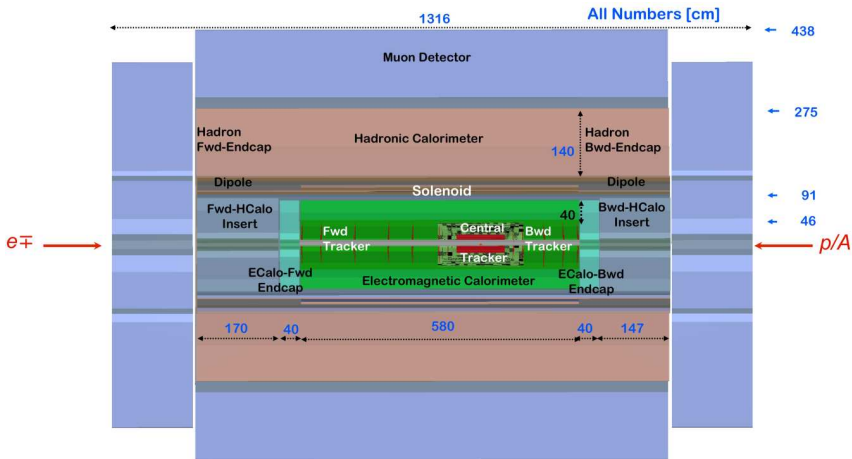 1316
All Numbers [cm]
438
Muon Detector
275
Hadron
Fwd-Endcap
Hadronic Calorimeter
Hadron
Bwd-Endcap
140
Dipole
Solenoid
Dipole
91
Fwd-HCalo
Insert
40
Bwd-HCalo
Insert
46
e∓
Fwd
Tracker
Central
Tracker
Bwd
Tracker
p/A
ECalo-Fwd
Endcap
Electromagnetic Calorimeter
ECalo-Bwd
Endcap
170
40
580
40
147